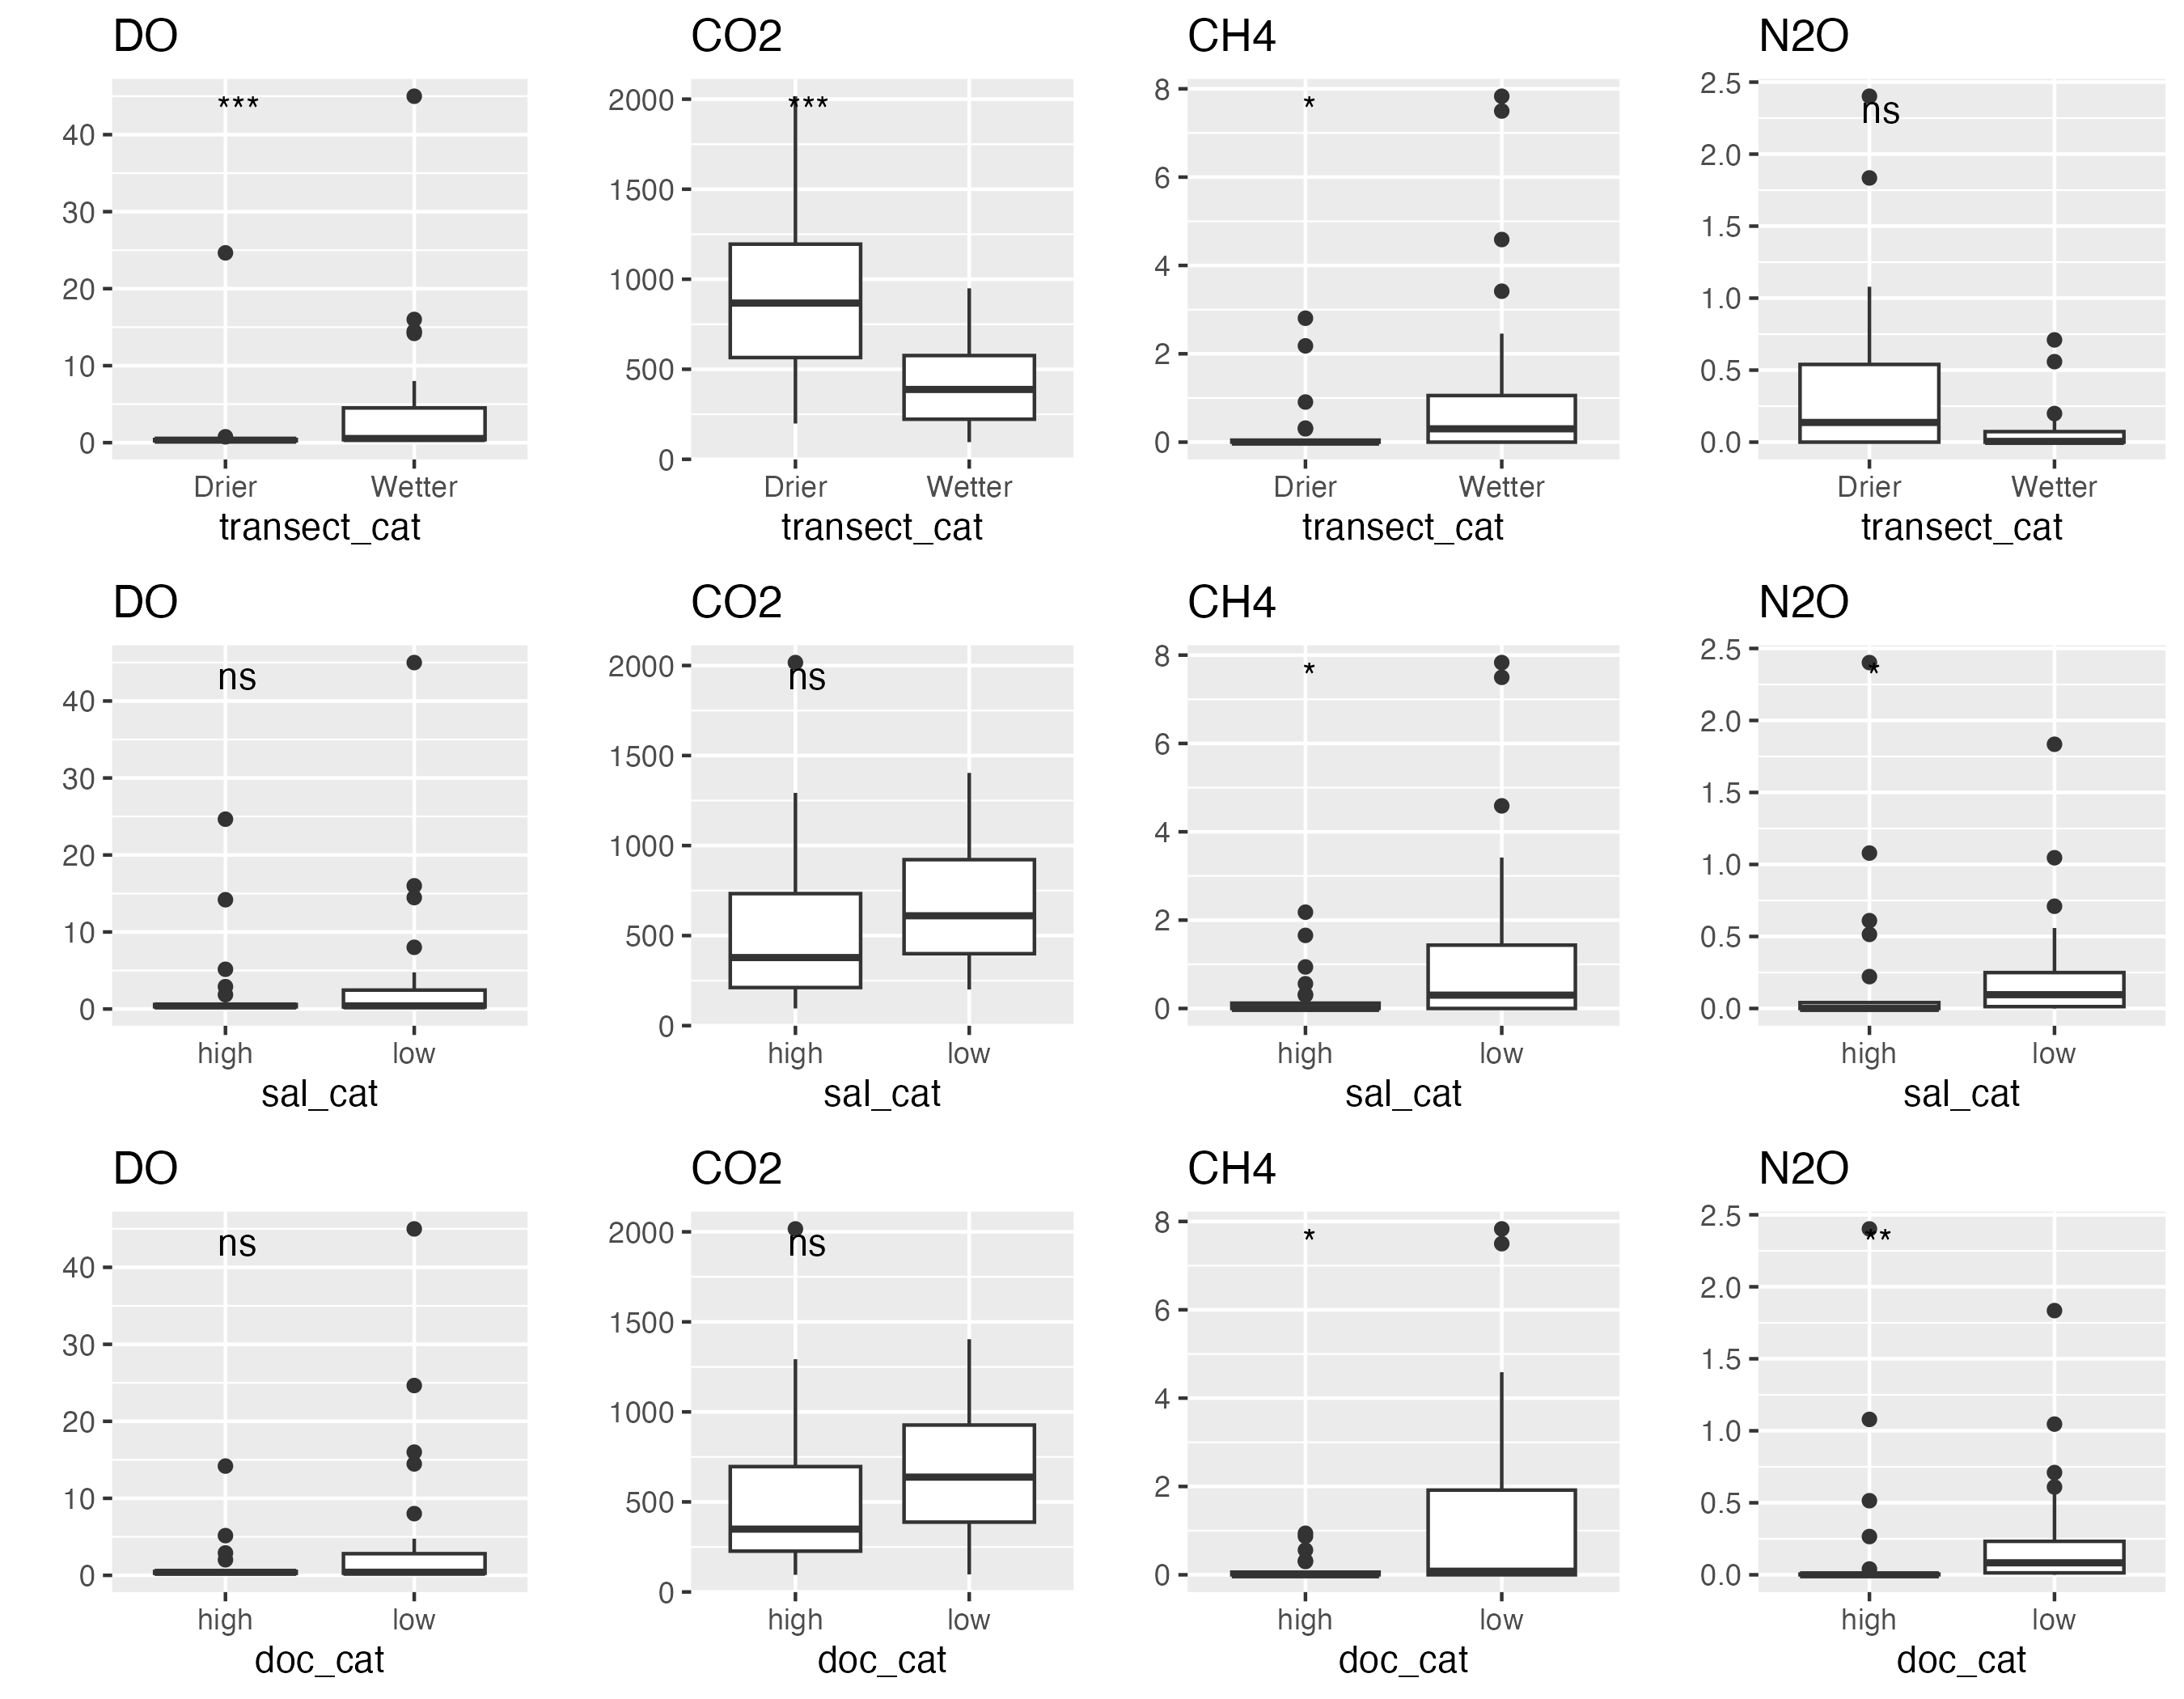 DO CO2 CH4 N2O
*** *** * ns
40 2000 8 2.5
30 1500 6 2.0
20 1000 4 1.5
10 500 2 1.0
0 0 0 0.5
0.0
Drier Wetter Drier Wetter Drier Wetter Drier Wetter
transect_cat transect_cat transect_cat transect_cat
DO CO2 CH4 N2O
ns ns * *
40 2000 8 2.5
30 1500 6 2.0
20 1000 4 1.5
10 500 2 1.0
0 0 0 0.5
0.0
high low high low high low high low
sal_cat sal_cat sal_cat sal_cat
DO CO2 CH4 N2O
ns ns * **
40 2000 8 2.5
30 1500 6 2.0
20 1000 4 1.5
10 500 2 1.0
0 0 0 0.5
0.0
high low high low high low high low
doc_cat doc_cat doc_cat doc_cat